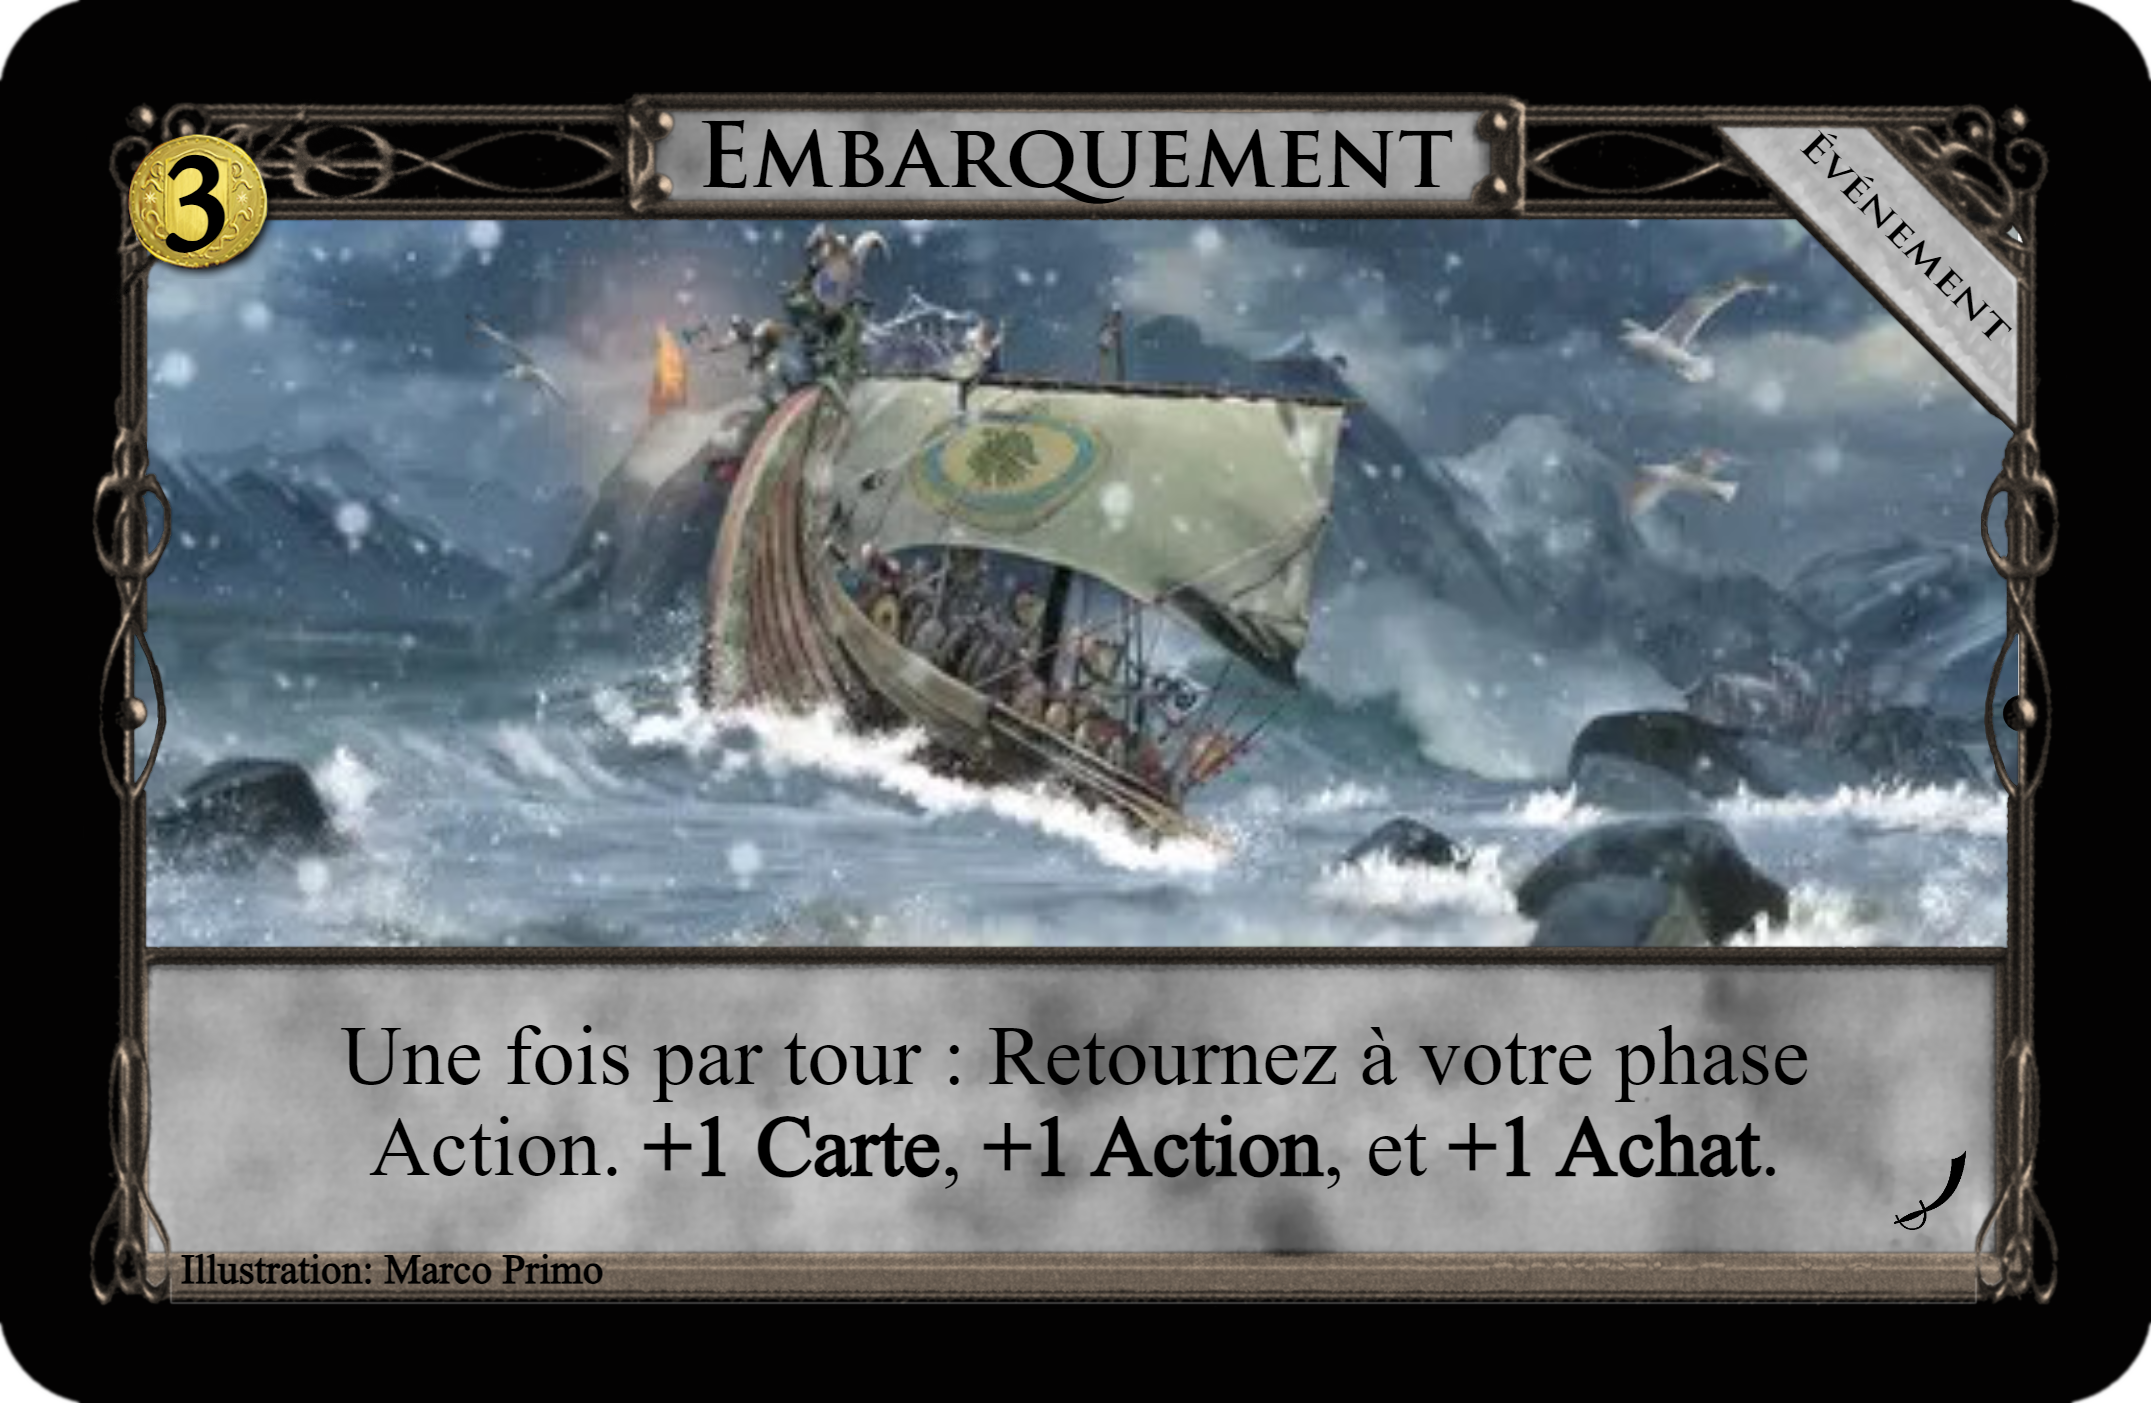 3
EMBARQUEMENT
ÉVÉNEMENT
Une fois par tour : Retournez à votre phase
Action. +1 Carte, +1 Action, et +1 Achat.
Illustration: Marco Primo